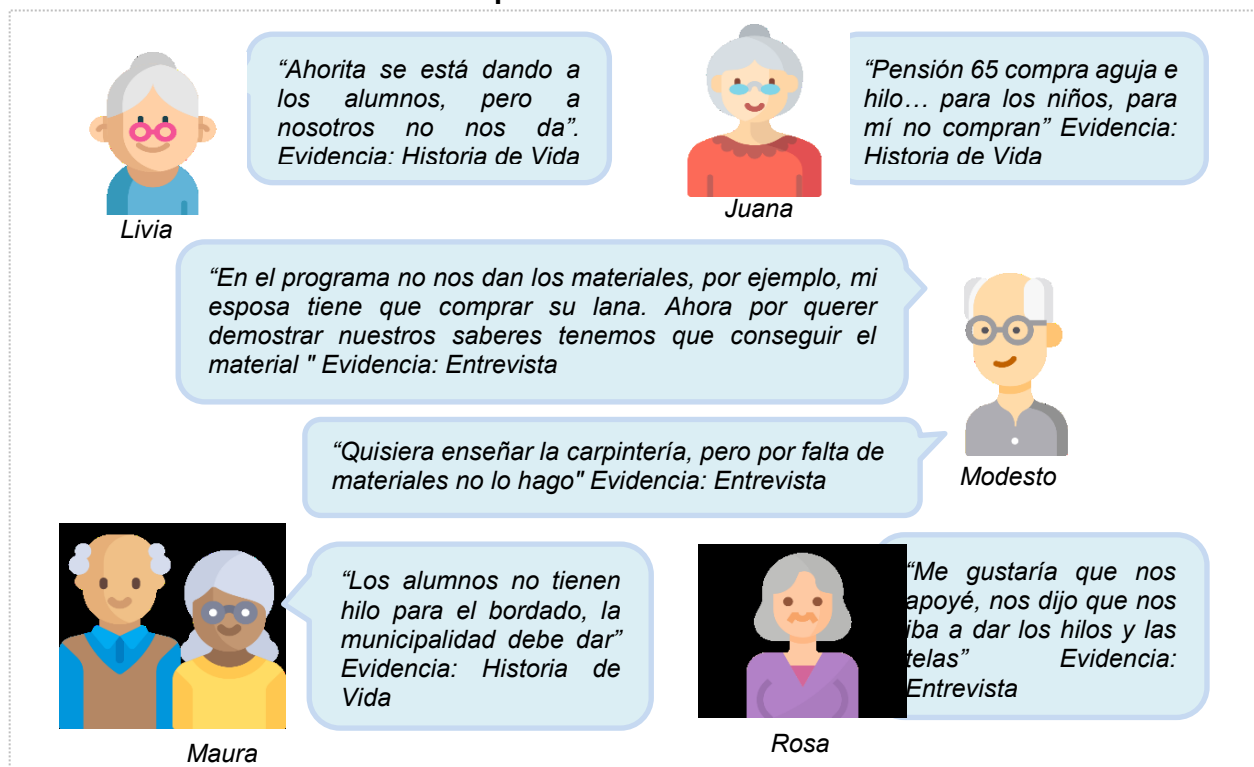 “Ahorita se está dando a
los alumnos, pero a
nosotros no nos da”.
Evidencia: Historia de Vida
Livia
“Pensión 65 compra aguja e
hilo… para los niños, para
mí no compran” Evidencia:
Historia de Vida
Juana
“En el programa no nos dan los materiales, por ejemplo, mi
esposa tiene que comprar su lana. Ahora por querer
demostrar nuestros saberes tenemos que conseguir el
material " Evidencia: Entrevista
“Quisiera enseñar la carpintería, pero por falta de
materiales no lo hago" Evidencia: Entrevista
Modesto
“Los alumnos no tienen
hilo para el bordado, la
municipalidad debe dar”
Evidencia: Historia de
Vida
Maura
“Me gustaría que nos
apoyé, nos dijo que nos
iba a dar los hilos y las
telas” Evidencia:
Entrevista
Rosa